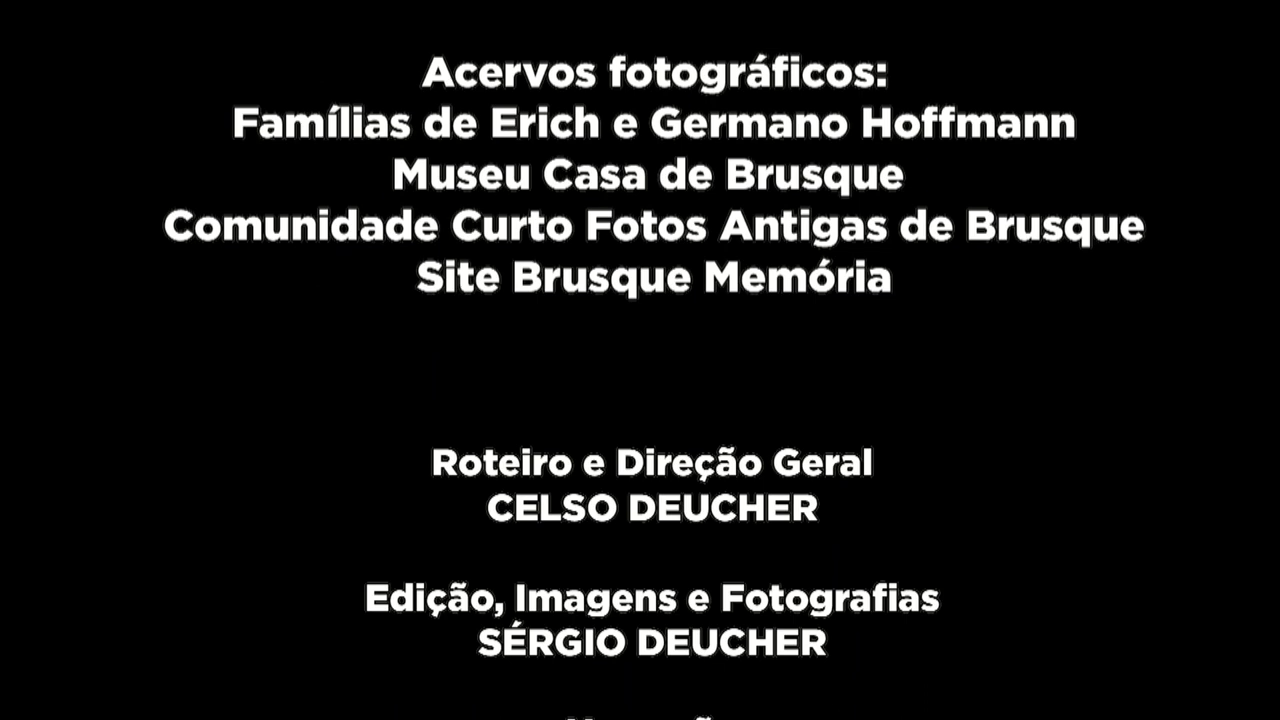 Acervos fotográficos:
Famílias de Erich e Germano Hoffmann
Museu Casa de Brusque
Comunidade Curto Fotos Antigas de Brusque
Site Brusque Memória
Roteiro e Direção Geral
CELSO DEUCHER
Edição, Imagens e Fotografias
SÉRGIO DEUCHER